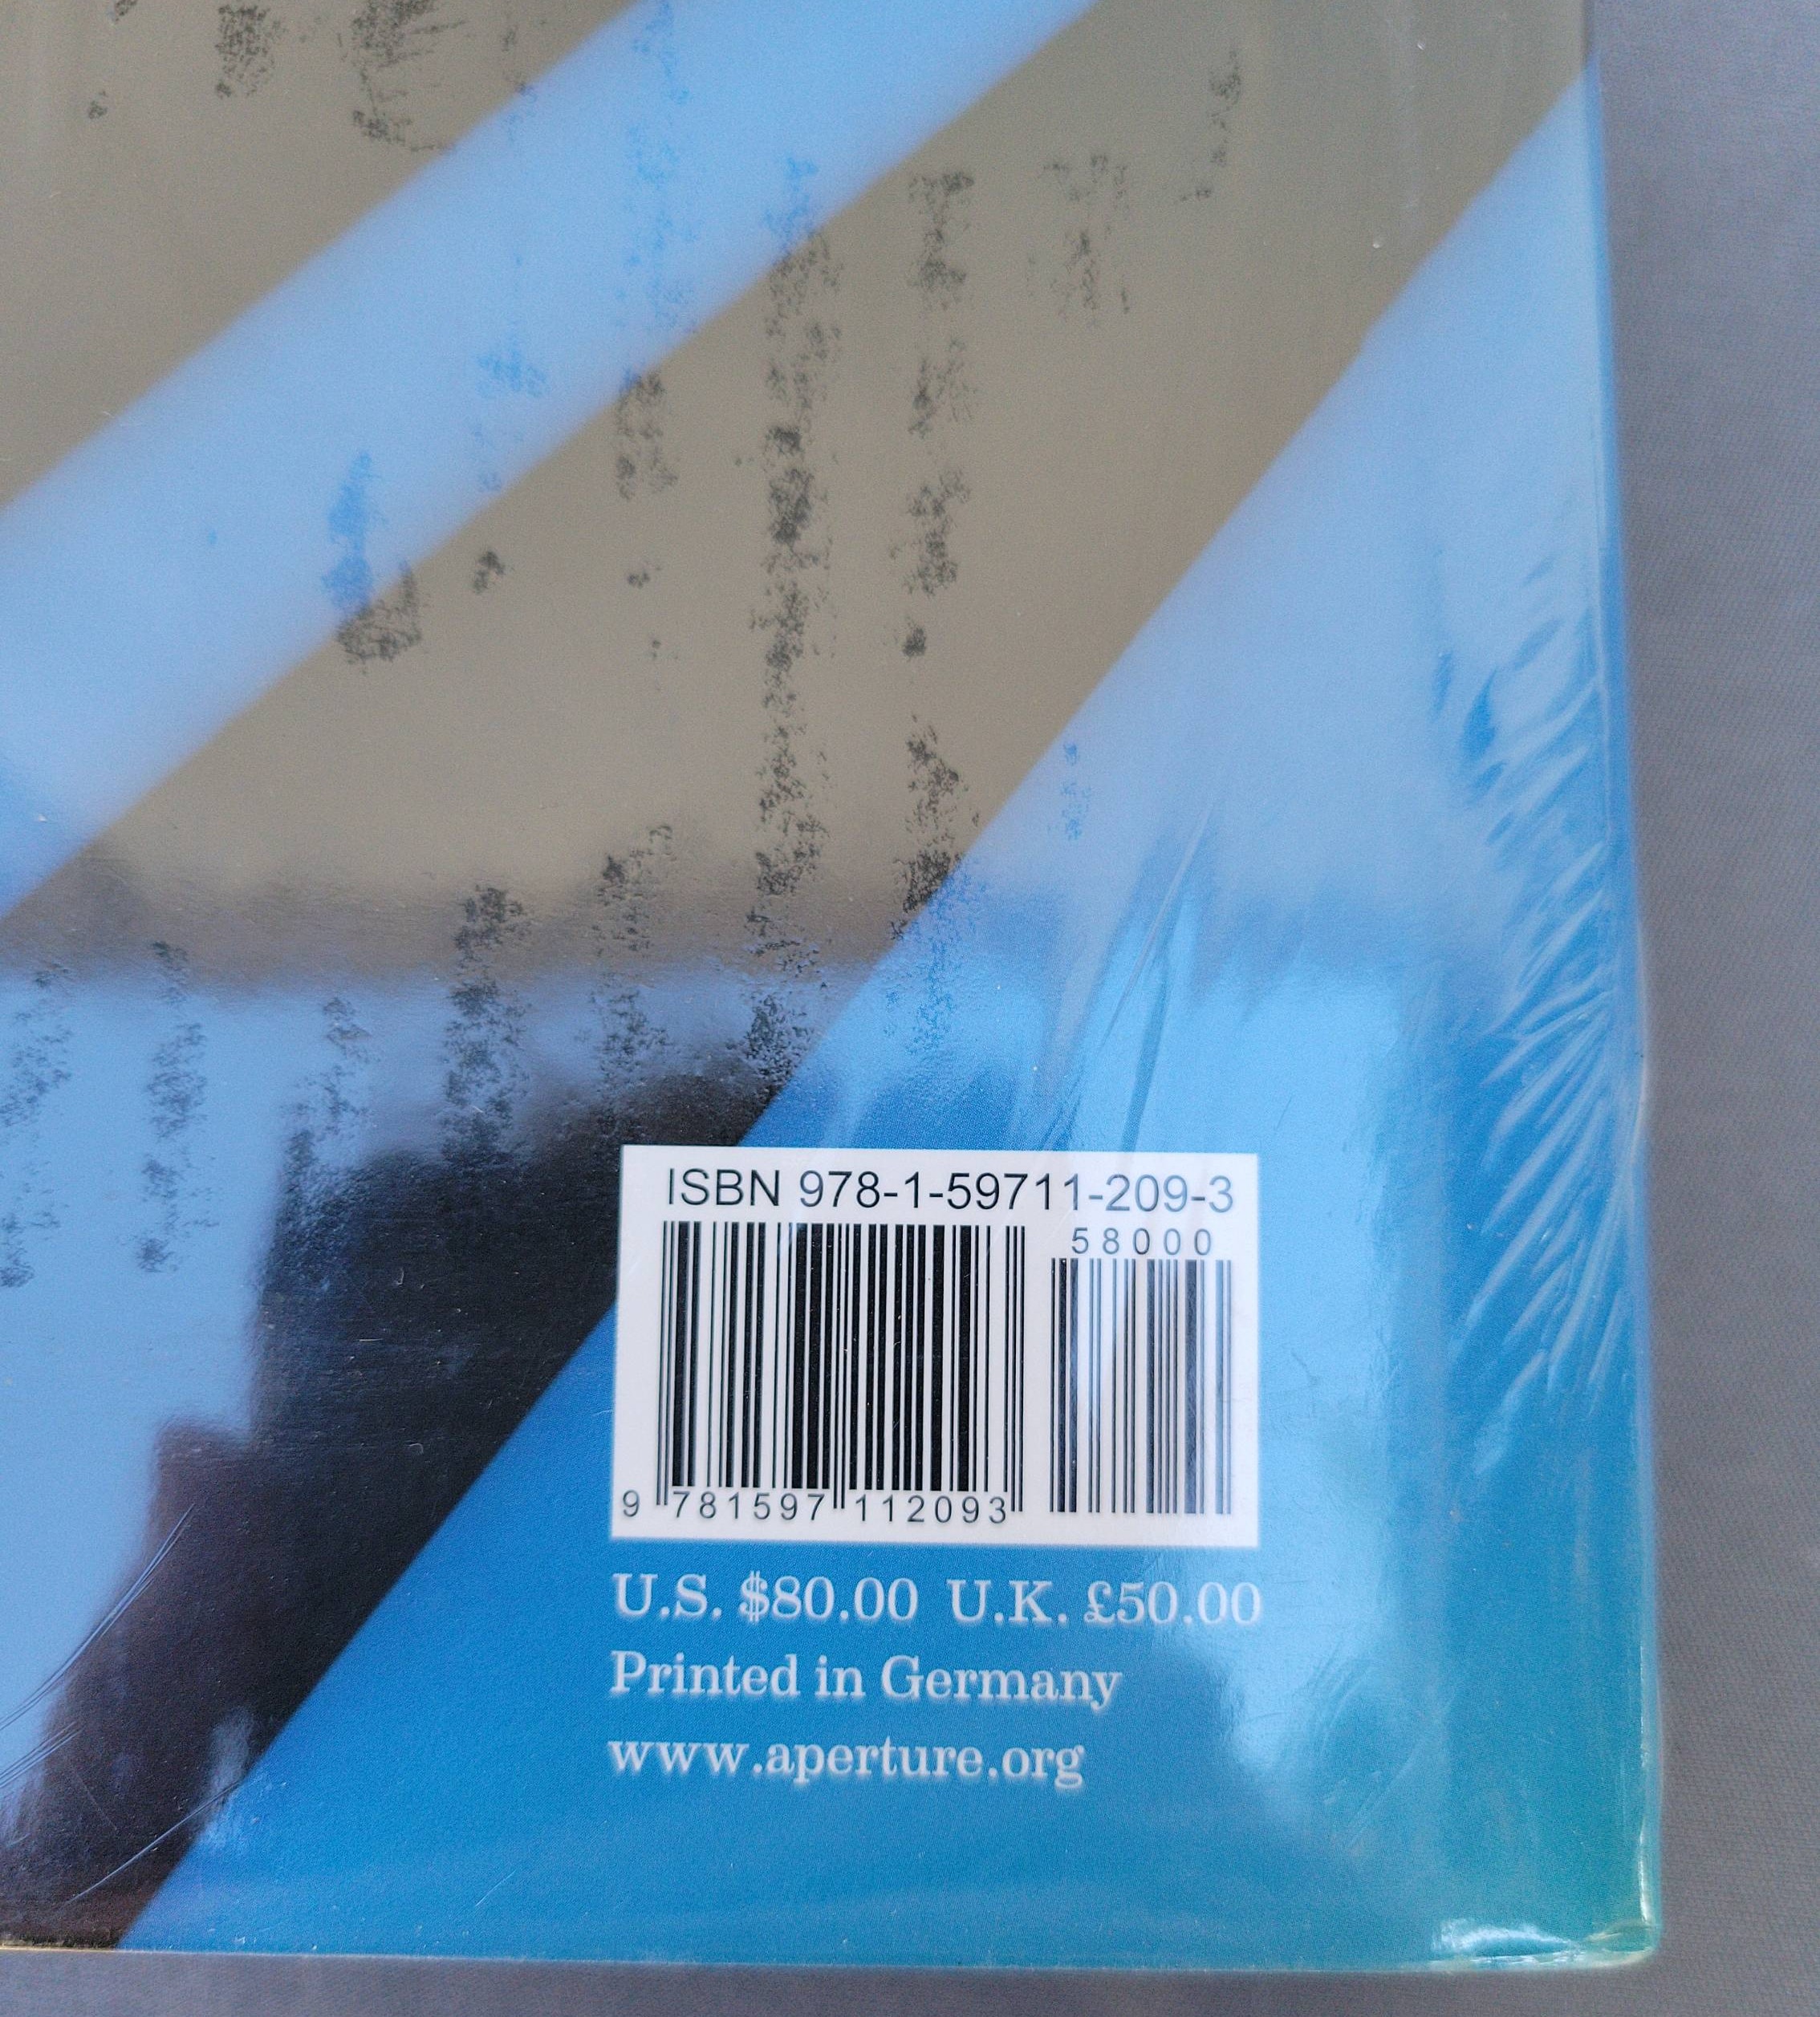 ISBN 978-1-59711-209-3
58000
9 781597 112093
U.S. $80.00 U.K. £50.00
Printed in Germany
www.aperture.org